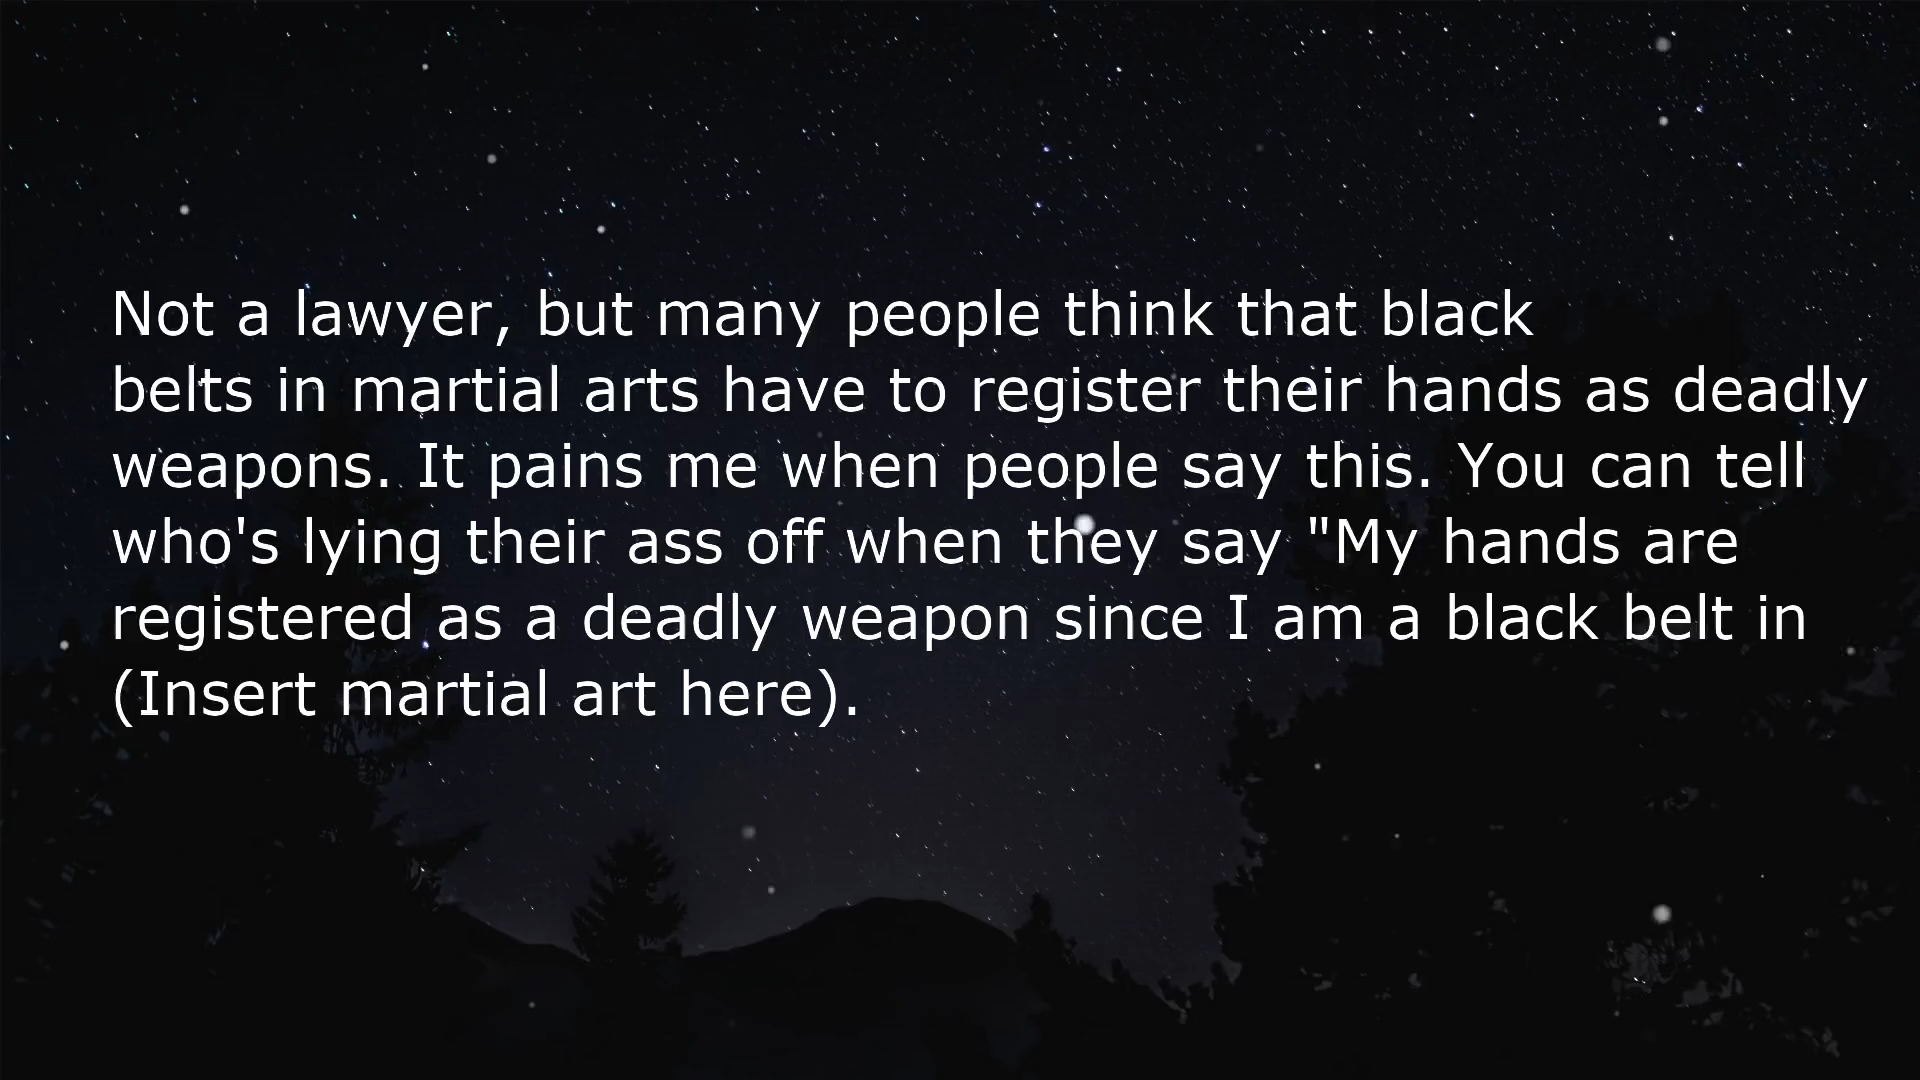 Not a lawyer, but many people think that black
belts in martial arts have to register their hands as deadly
weapons. It pains me when people say this. You can tell
who's lying their ass off when they say "My hands are
registered as a deadly weapon since I am a black belt in
(Insert martial art here).